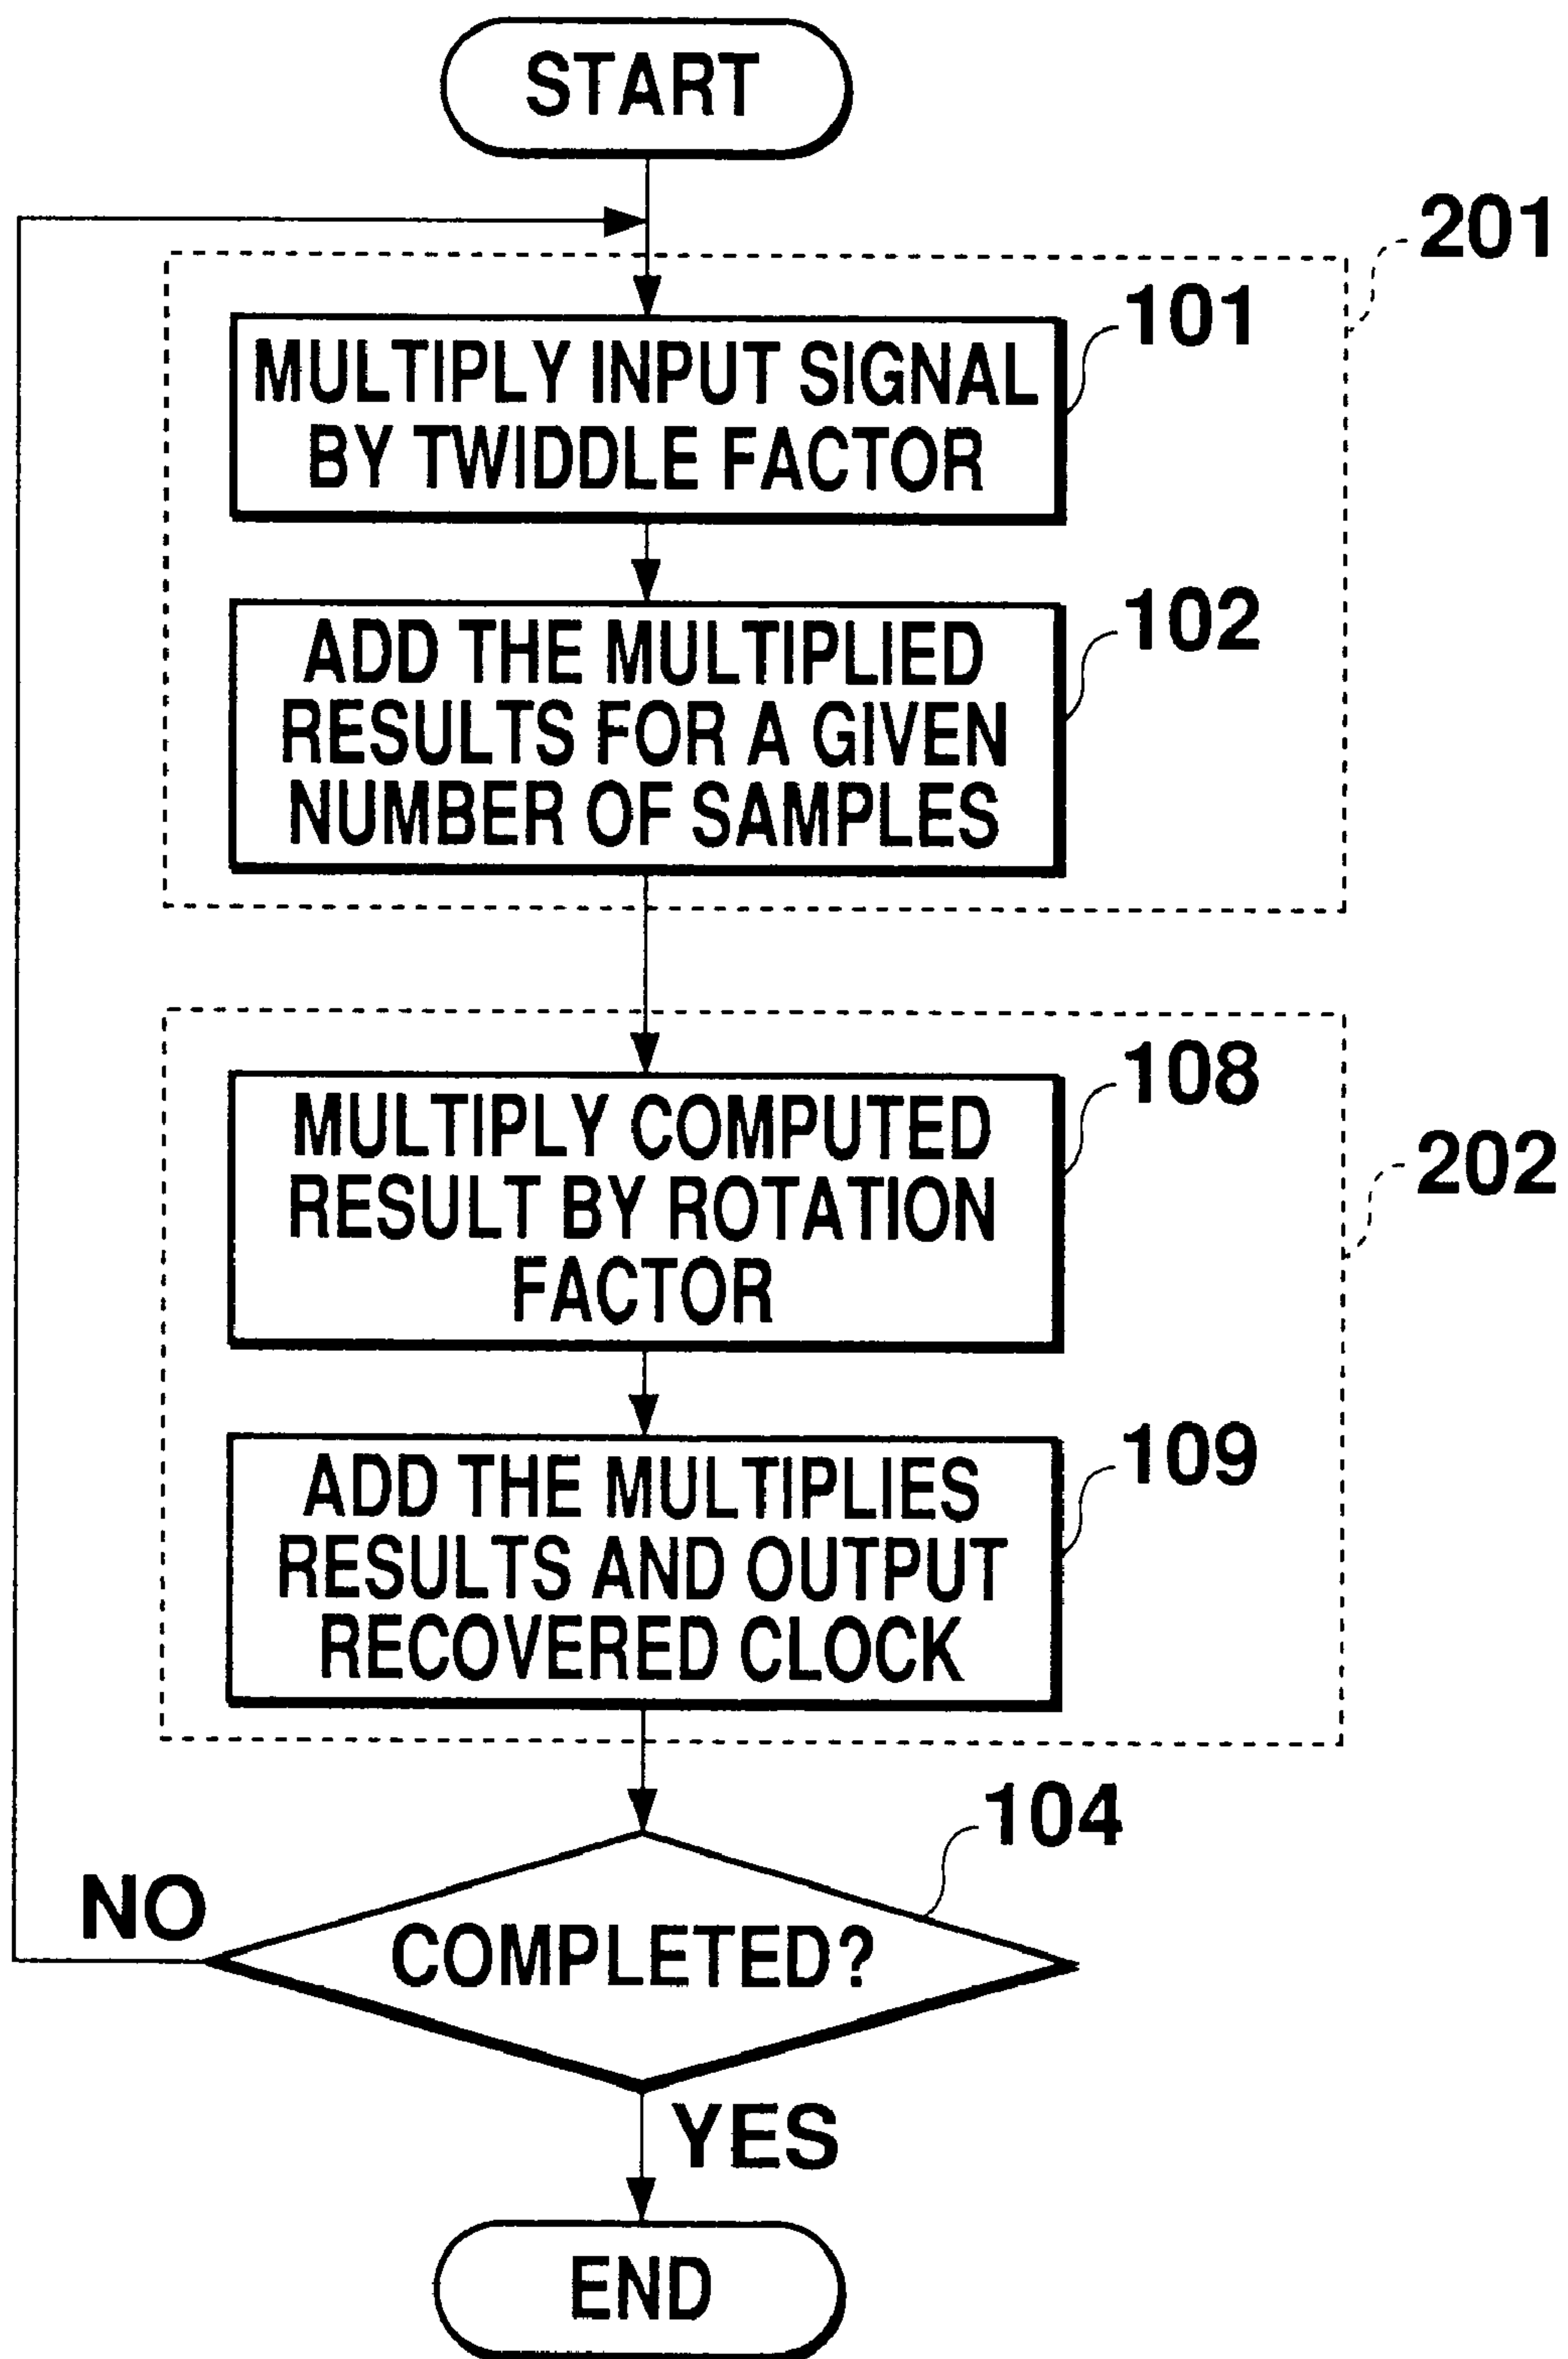 START
201
101
MULTIPLY INPUT SIGNAL
BY TWIDDLE FACTOR
102
ADD THE MULTIPLIED
RESULTS FOR A GIVEN
NUMBER OF SAMPLES
108
MULTIPLY COMPUTED
RESULT BY ROTATION
FACTOR
202
109
ADD THE MULTIPLIES
RESULTS AND OUTPUT
RECOVERED CLOCK
104
NO
COMPLETED?
YES
END